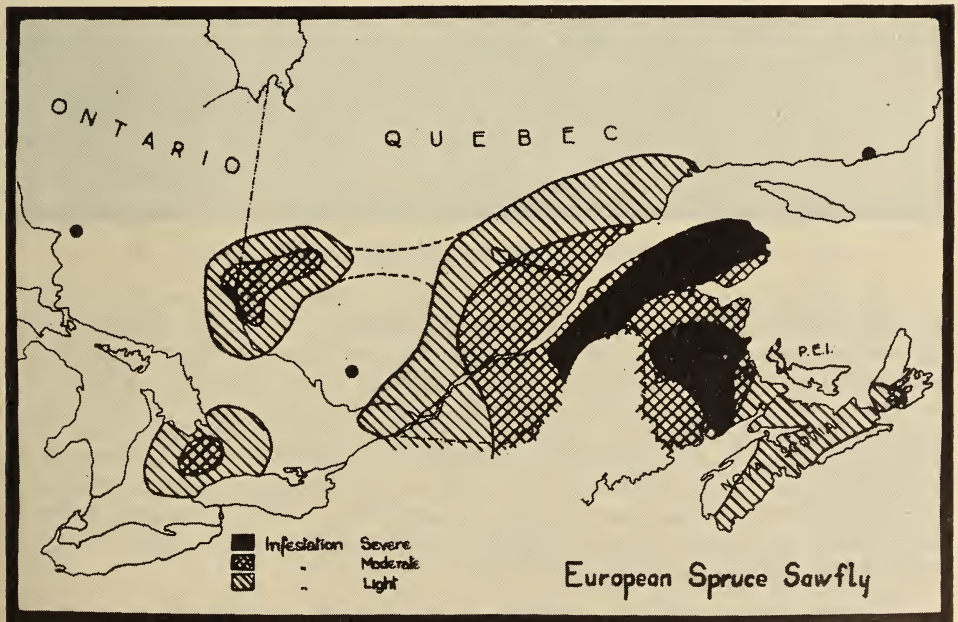 ONTARIO
QUEBEC
P.E.I.
NOVA SCOTIA
Infestation Severe
" Moderate
" Light
European Spruce Sawfly